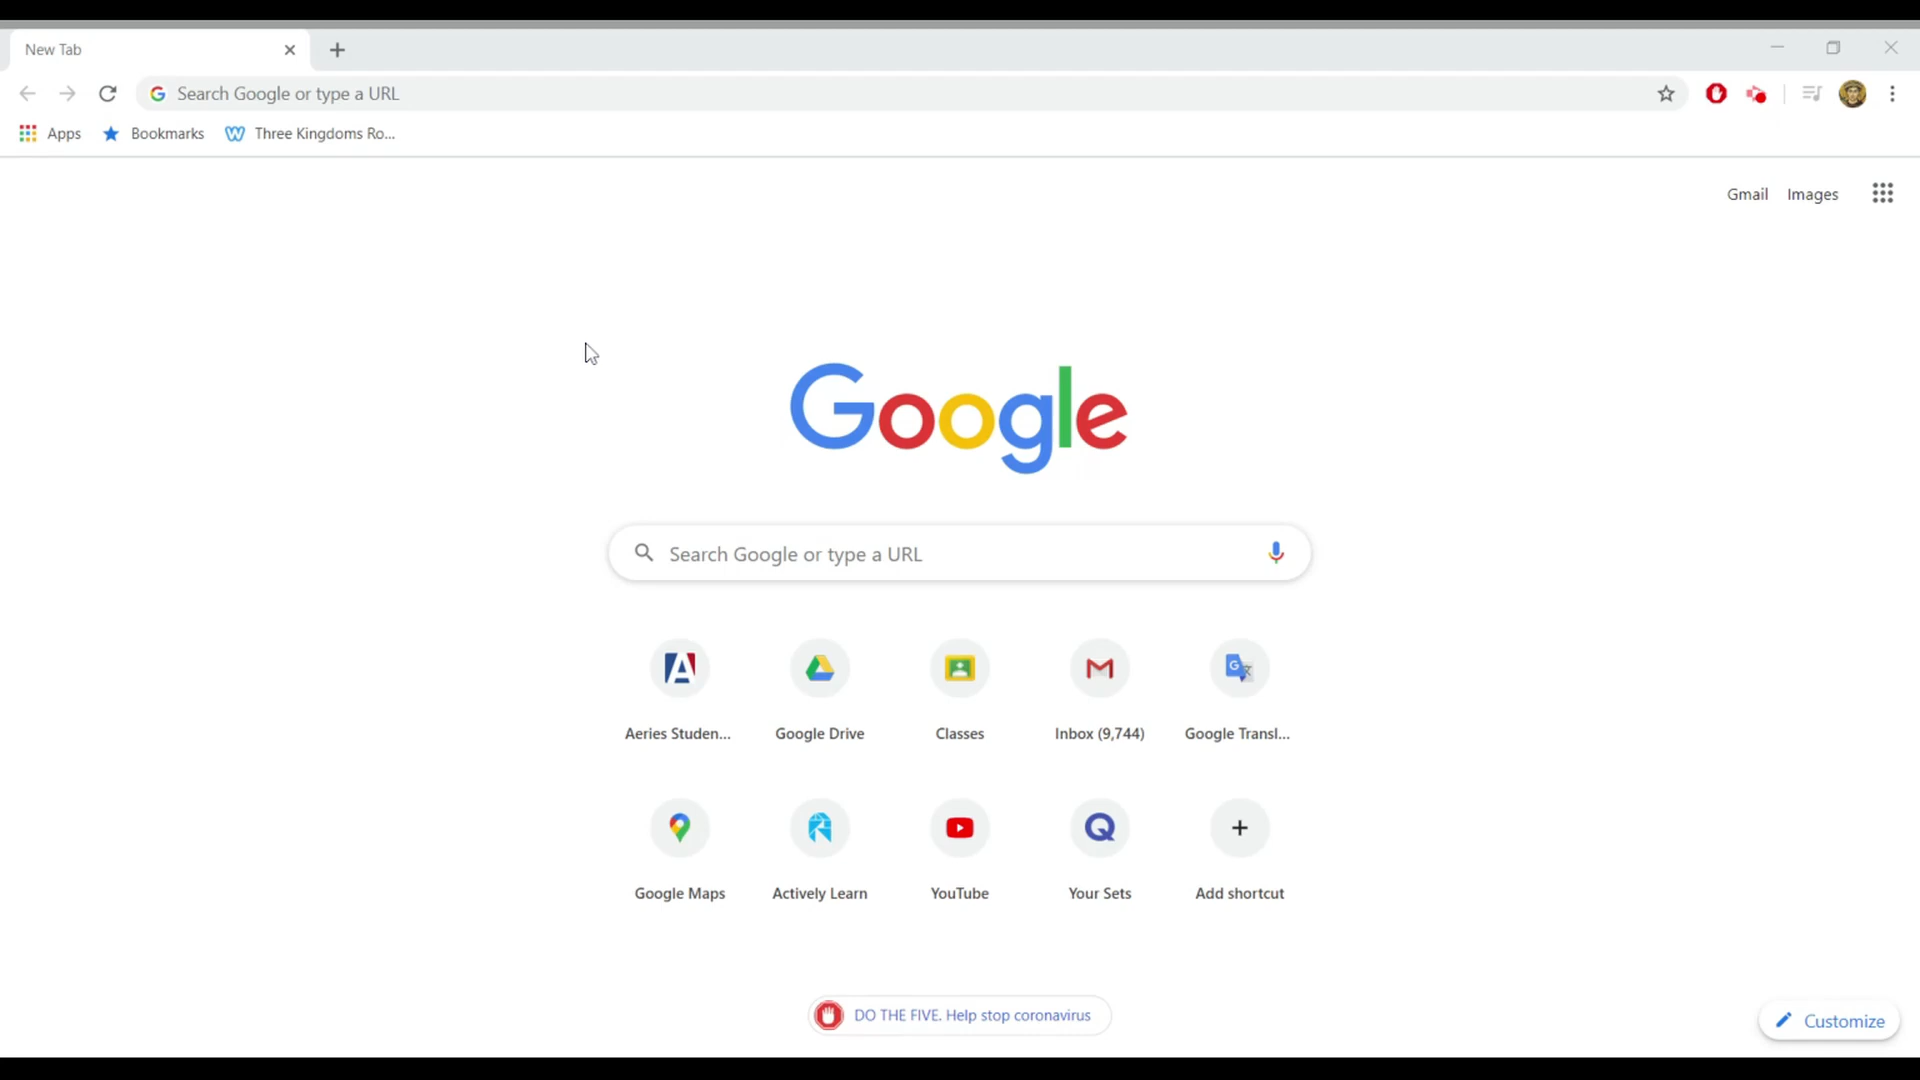 New Tab
Search Google or type a URL
Apps
Bookmarks
Three Kingdoms Ro...
Gmail
Images
Google
Search Google or type a URL
Aeries Studen...
Google Drive
Classes
Inbox (9,744)
Google Transl...
Google Maps
Actively Learn
YouTube
Your Sets
Add shortcut
DO THE FIVE. Help stop coronavirus
Customize